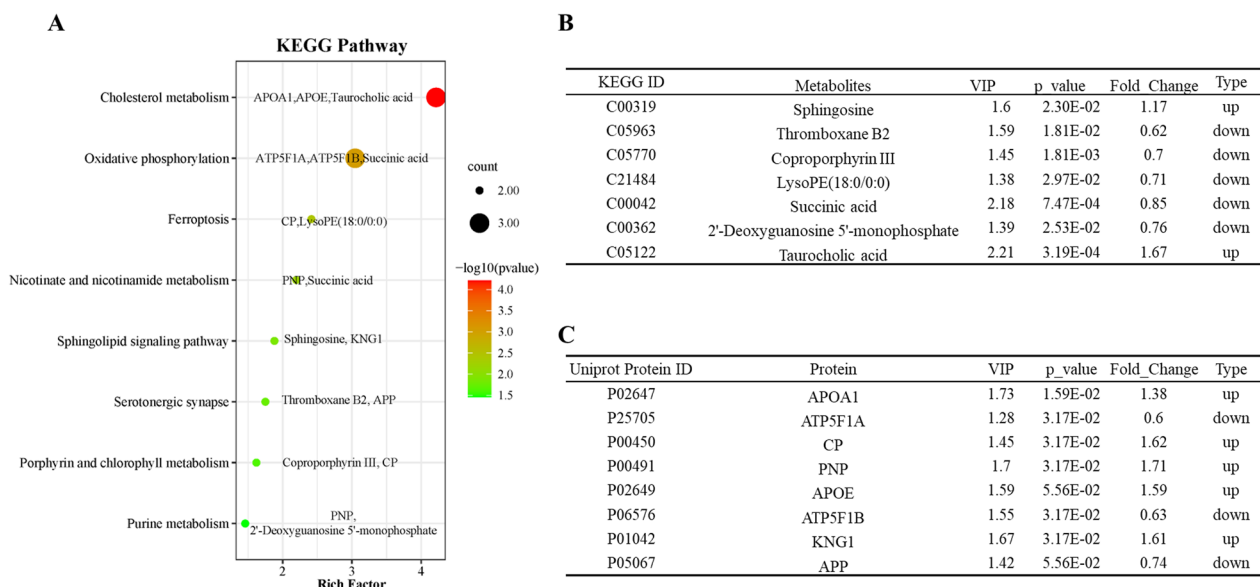 A
KEGG Pathway
Cholesterol metabolism
APOA1,APOE,Taurocholic acid
Oxidative phosphorylation
ATP5F1A,ATP5F1B,Succinic acid
Ferroptosis
CP,LysoPE(18:0/0:0)
Nicotinate and nicotinamide metabolism
PNP,Succinic acid
Sphingolipid signaling pathway
Sphingosine, KNG1
Serotonergic synapse
Thromboxane B2, APP
Porphyrin and chlorophyll metabolism
Coproporphyrin III, CP
Purine metabolism
PNP,
2'-Deoxyguanosine 5'-monophosphate
2 3 4
Rich Factor
count
2.00
3.00
−log10(pvalue)
4.0
3.5
3.0
2.5
2.0
1.5
B
KEGG ID Metabolites VIP p_value Fold_Change Type
C00319 Sphingosine 1.6 2.30E-02 1.17 up
C05963 Thromboxane B2 1.59 1.81E-02 0.62 down
C05770 Coproporphyrin III 1.45 1.81E-03 0.7 down
C21484 LysoPE(18:0/0:0) 1.38 2.97E-02 0.71 down
C00042 Succinic acid 2.18 7.47E-04 0.85 down
C00362 2'-Deoxyguanosine 5'-monophosphate 1.39 2.53E-02 0.76 down
C05122 Taurocholic acid 2.21 3.19E-04 1.67 up
C
Uniprot Protein ID Protein VIP p_value Fold_Change Type
P02647 APOA1 1.73 1.59E-02 1.38 up
P25705 ATP5F1A 1.28 3.17E-02 0.6 down
P00450 CP 1.45 3.17E-02 1.62 up
P00491 PNP 1.7 3.17E-02 1.71 up
P02649 APOE 1.59 5.56E-02 1.59 up
P06576 ATP5F1B 1.55 3.17E-02 0.63 down
P01042 KNG1 1.67 3.17E-02 1.61 up
P05067 APP 1.42 5.56E-02 0.74 down